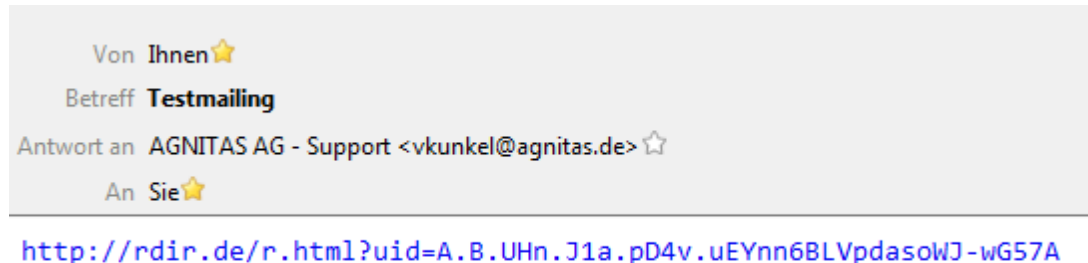 Von Ihnen
Betreff Testmailing
Antwort an AGNITAS AG - Support <vkunkel@agnitas.de>
An Sie
http://rdir.de/r.html?uid=A.B.UHn.J1a.pD4v.uEYnn6BLVpdasoWJ-wG57A